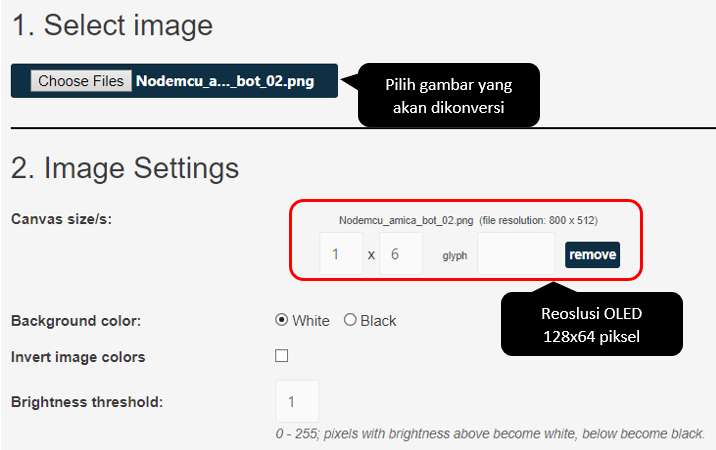 1. Select image
Choose Files Nodemcu_a..._bot_02.png
Pilih gambar yang
akan dikonversi
2. Image Settings
Canvas size/s:
Nodemcu_amica_bot_02.png (file resolution: 800 x 512)
1 x 6 glyph remove
Reoslusi OLED
128x64 piksel
Background color: White Black
Invert image colors
Brightness threshold: 1
0 - 255; pixels with brightness above become white, below become black.